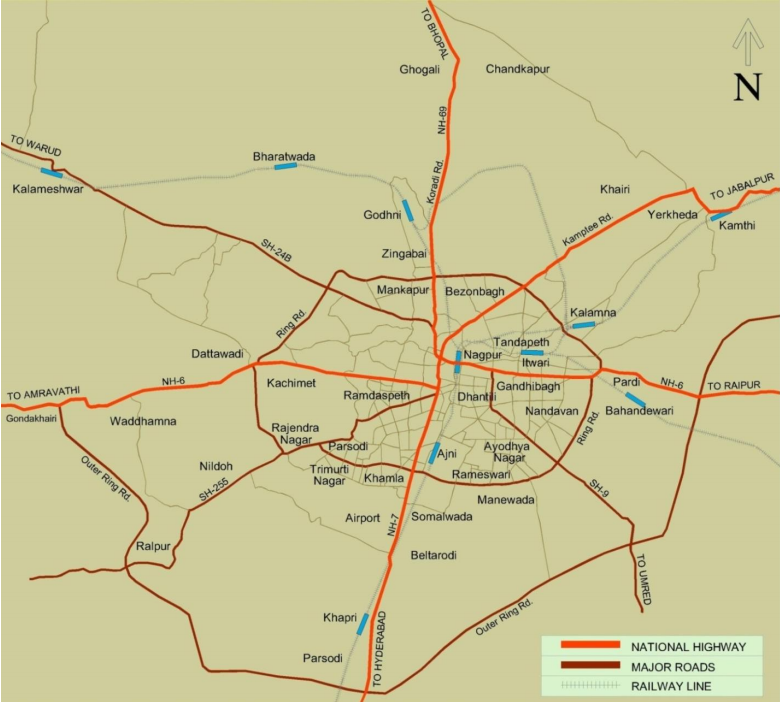 TO BHOPAL
Ghogali
Chandkapur
N
NH-69
TO WARUD
Bharatwada
Kalameshwar
Koradi Rd.
Khairi
TO JABALPUR
Godhni
Kamplee Rd.
Yerkheda
Kamthi
SH-24B
Zingabai
Mankapur
Bezonbagh
Ring Rd.
Kalamna
Tandapeth
Dattawadi
Nagpur
Itwari
NH-6
Kachimet
Gandhibagh
Pardi
NH-6
TO RAIPUR
TO AMRAVATHI
Ramdaspeth
Dhantili
Nandavan
Bahandewari
Gondakhairi
Waddhamna
Rajendra
Nagar
Parsodi
Ring Rd.
Ajni
Ayodhya
Nagar
Nildoh
Outer Ring Rd.
Trimurti
Nagar
Khamla
Rameswari
SH-255
Manewada
SH-9
Airport
NH-7
Somalwada
Ralpur
Beltarodi
TO UMRED
Khapri
TO HYDERABAD
Outer Ring Rd.
Parsodi
NATIONAL HIGHWAY
MAJOR ROADS
RAILWAY LINE